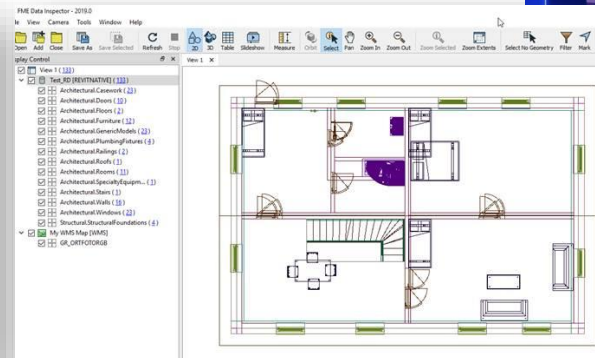 FME Data Inspector - 2019.0
View Camera Tools Window Help
Open Add Close Save As Save Selected Refresh Stop 2D 3D Table Slideshow Measure Orbit Select Pan Zoom In Zoom Out Zoom Selected Zoom Extents Select No Geometry Filter Mark
play Control
View 1
View 1 (133)
Test_RD [REVITNATIVE] (133)
Architectural.Casework (23)
Architectural.Doors (10)
Architectural.Floors (2)
Architectural.Furniture (12)
Architectural.GenericModels (23)
Architectural.PlumbingFixtures (4)
Architectural.Railings (2)
Architectural.Roofs (1)
Architectural.Rooms (11)
Architectural.SpecialtyEquipm... (1)
Architectural.Stairs (1)
Architectural.Walls (16)
Architectural.Windows (23)
Structural.StructuralFoundations (4)
My WMS Map [WMS]
GR_ORTFOTORGB